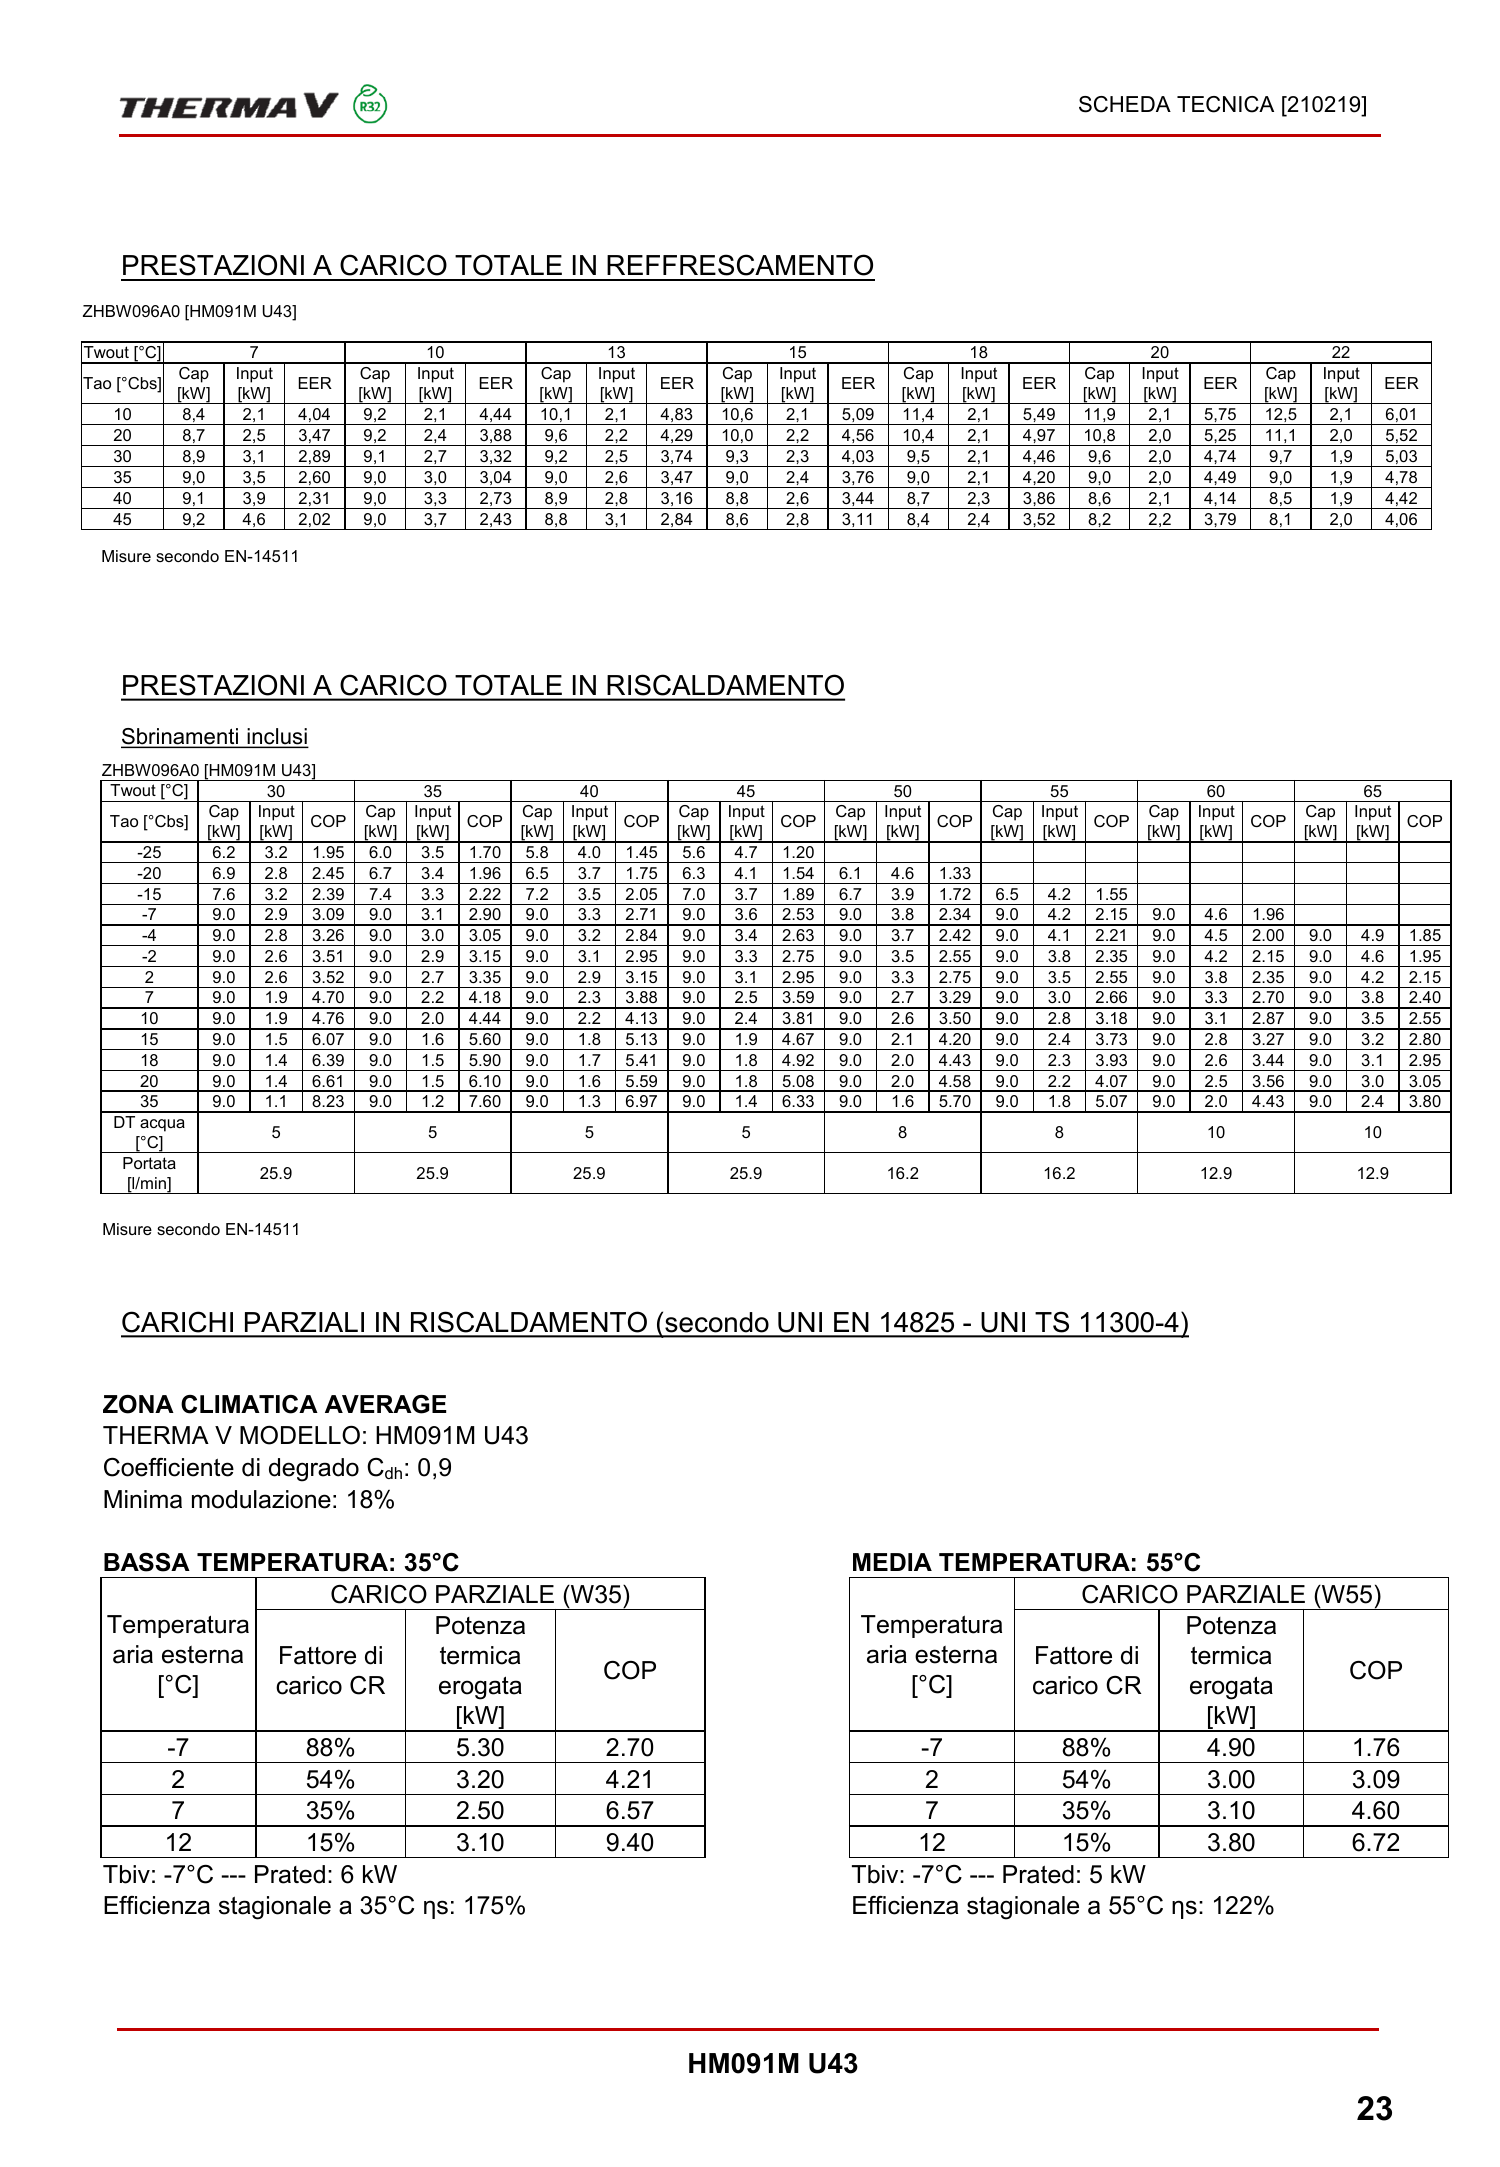 THERMA V R32
SCHEDA TECNICA [210219]
PRESTAZIONI A CARICO TOTALE IN REFFRESCAMENTO
ZHBW096A0 [HM091M U43]
Twout [°C] 7 10 13 15 18 20 22
Tao [°Cbs] Cap [kW] Input [kW] EER Cap [kW] Input [kW] EER Cap [kW] Input [kW] EER Cap [kW] Input [kW] EER Cap [kW] Input [kW] EER Cap [kW] Input [kW] EER Cap [kW] Input [kW] EER
10 8,4 2,1 4,04 9,2 2,1 4,44 10,1 2,1 4,83 10,6 2,1 5,09 11,4 2,1 5,49 11,9 2,1 5,75 12,5 2,1 6,01
20 8,7 2,5 3,47 9,2 2,4 3,88 9,6 2,2 4,29 10,0 2,2 4,56 10,4 2,1 4,97 10,8 2,0 5,25 11,1 2,0 5,52
30 8,9 3,1 2,89 9,1 2,7 3,32 9,2 2,5 3,74 9,3 2,3 4,03 9,5 2,1 4,46 9,6 2,0 4,74 9,7 1,9 5,03
35 9,0 3,5 2,60 9,0 3,0 3,04 9,0 2,6 3,47 9,0 2,4 3,76 9,0 2,1 4,20 9,0 2,0 4,49 9,0 1,9 4,78
40 9,1 3,9 2,31 9,0 3,3 2,73 8,9 2,8 3,16 8,8 2,6 3,44 8,7 2,3 3,86 8,6 2,1 4,14 8,5 1,9 4,42
45 9,2 4,6 2,02 9,0 3,7 2,43 8,8 3,1 2,84 8,6 2,8 3,11 8,4 2,4 3,52 8,2 2,2 3,79 8,1 2,0 4,06
Misure secondo EN-14511
PRESTAZIONI A CARICO TOTALE IN RISCALDAMENTO
Sbrinamenti inclusi
ZHBW096A0 [HM091M U43]
Twout [°C] 30 35 40 45 50 55 60 65
Tao [°Cbs] Cap [kW] Input [kW] COP Cap [kW] Input [kW] COP Cap [kW] Input [kW] COP Cap [kW] Input [kW] COP Cap [kW] Input [kW] COP Cap [kW] Input [kW] COP Cap [kW] Input [kW] COP Cap [kW] Input [kW] COP
-25 6.2 3.2 1.95 6.0 3.5 1.70 5.8 4.0 1.45 5.6 4.7 1.20
-20 6.9 2.8 2.45 6.7 3.4 1.96 6.5 3.7 1.75 6.3 4.1 1.54 6.1 4.6 1.33
-15 7.6 3.2 2.39 7.4 3.3 2.22 7.2 3.5 2.05 7.0 3.7 1.89 6.7 3.9 1.72 6.5 4.2 1.55
-7 9.0 2.9 3.09 9.0 3.1 2.90 9.0 3.3 2.71 9.0 3.6 2.53 9.0 3.8 2.34 9.0 4.2 2.15 9.0 4.6 1.96
-4 9.0 2.8 3.26 9.0 3.0 3.05 9.0 3.2 2.84 9.0 3.4 2.63 9.0 3.7 2.42 9.0 4.1 2.21 9.0 4.5 2.00 9.0 4.9 1.85
-2 9.0 2.6 3.51 9.0 2.9 3.15 9.0 3.1 2.95 9.0 3.3 2.75 9.0 3.5 2.55 9.0 3.8 2.35 9.0 4.2 2.15 9.0 4.6 1.95
2 9.0 2.6 3.52 9.0 2.7 3.35 9.0 2.9 3.15 9.0 3.1 2.95 9.0 3.3 2.75 9.0 3.5 2.55 9.0 3.8 2.35 9.0 4.2 2.15
7 9.0 1.9 4.70 9.0 2.2 4.18 9.0 2.3 3.88 9.0 2.5 3.59 9.0 2.7 3.29 9.0 3.0 2.66 9.0 3.3 2.70 9.0 3.8 2.40
10 9.0 1.9 4.76 9.0 2.0 4.44 9.0 2.2 4.13 9.0 2.4 3.81 9.0 2.6 3.50 9.0 2.8 3.18 9.0 3.1 2.87 9.0 3.5 2.55
15 9.0 1.5 6.07 9.0 1.6 5.60 9.0 1.8 5.13 9.0 1.9 4.67 9.0 2.1 4.20 9.0 2.4 3.73 9.0 2.8 3.27 9.0 3.2 2.80
18 9.0 1.4 6.39 9.0 1.5 5.90 9.0 1.7 5.41 9.0 1.8 4.92 9.0 2.0 4.43 9.0 2.3 3.93 9.0 2.6 3.44 9.0 3.1 2.95
20 9.0 1.4 6.61 9.0 1.5 6.10 9.0 1.6 5.59 9.0 1.8 5.08 9.0 2.0 4.58 9.0 2.2 4.07 9.0 2.5 3.56 9.0 3.0 3.05
35 9.0 1.1 8.23 9.0 1.2 7.60 9.0 1.3 6.97 9.0 1.4 6.33 9.0 1.6 5.70 9.0 1.8 5.07 9.0 2.0 4.43 9.0 2.4 3.80
DT acqua [°C] 5 5 5 5 8 8 10 10
Portata [l/min] 25.9 25.9 25.9 25.9 16.2 16.2 12.9 12.9
Misure secondo EN-14511
CARICHI PARZIALI IN RISCALDAMENTO (secondo UNI EN 14825 - UNI TS 11300-4)
ZONA CLIMATICA AVERAGE
THERMA V MODELLO: HM091M U43
Coefficiente di degrado Cdh: 0,9
Minima modulazione: 18%
BASSA TEMPERATURA: 35°C
Temperatura aria esterna [°C] CARICO PARZIALE (W35)
Fattore di carico CR Potenza termica erogata [kW] COP
-7 88% 5.30 2.70
2 54% 3.20 4.21
7 35% 2.50 6.57
12 15% 3.10 9.40
Tbiv: -7°C --- Prated: 6 kW
Efficienza stagionale a 35°C ηs: 175%
MEDIA TEMPERATURA: 55°C
Temperatura aria esterna [°C] CARICO PARZIALE (W55)
Fattore di carico CR Potenza termica erogata [kW] COP
-7 88% 4.90 1.76
2 54% 3.00 3.09
7 35% 3.10 4.60
12 15% 3.80 6.72
Tbiv: -7°C --- Prated: 5 kW
Efficienza stagionale a 55°C ηs: 122%
HM091M U43
23